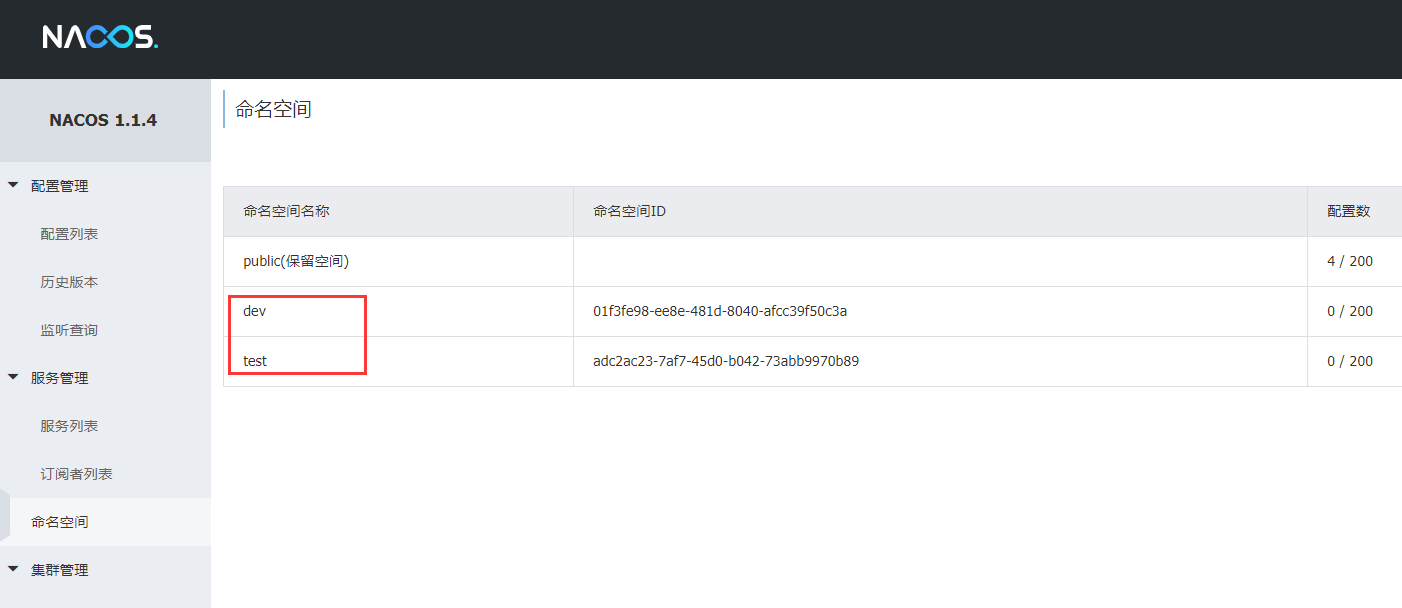 NACOS.
NACOS 1.1.4
配置管理
配置列表
历史版本
监听查询
服务管理
服务列表
订阅者列表
命名空间
集群管理
命名空间
命名空间名称 命名空间ID 配置数
public(保留空间) 4 / 200
dev 01f3fe98-ee8e-481d-8040-afcc39f50c3a 0 / 200
test adc2ac23-7af7-45d0-b042-73abb9970b89 0 / 200